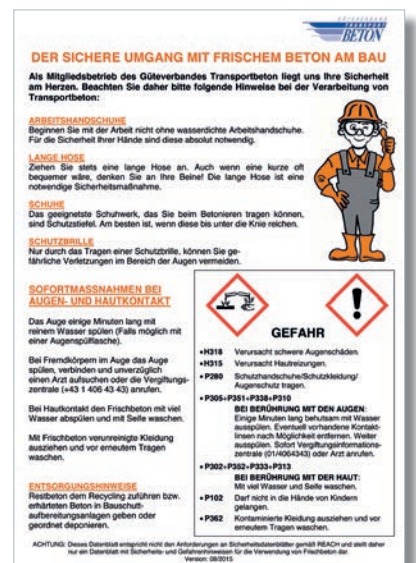 GÜTEVERBAND
TRANSPORT
BETON
DER SICHERE UMGANG MIT FRISCHEM BETON AM BAU
Als Mitgliedsbetrieb des Güteverbandes Transportbeton liegt uns Ihre Sicherheit
am Herzen. Beachten Sie daher bitte folgende Hinweise bei der Verarbeitung von
Transportbeton:
ARBEITSHANDSCHUHE
Beginnen Sie mit der Arbeit nicht ohne wasserdichte Arbeitshandschuhe.
Für die Sicherheit Ihrer Hände sind diese absolut notwendig.
LANGE HOSE
Ziehen Sie stets eine lange Hose an. Auch wenn eine kurze oft
bequemer wäre, denken Sie an Ihre Beine! Die lange Hose ist eine
notwendige Sicherheitsmaßnahme.
SCHUHE
Das geeignetste Schuhwerk, das Sie beim Betonieren tragen können,
sind Schutzstiefel. Am besten ist, wenn diese bis unter die Knie reichen.
SCHUTZBRILLE
Nur durch das Tragen einer Schutzbrille, können Sie ge-
fährliche Verletzungen im Bereich der Augen vermeiden.
SOFORTMASSNAHMEN BEI
AUGEN- UND HAUTKONTAKT
Das Auge einige Minuten lang mit
reinem Wasser spülen (Falls möglich mit
einer Augenspülflasche).
Bei Fremdkörpern im Auge das Auge
spülen, verbinden und unverzüglich
einen Arzt aufsuchen oder die Vergiftungs-
zentrale (+43 1 406 43 43) anrufen.
Bei Hautkontakt den Frischbeton mit viel
Wasser abspülen und mit Seife waschen.
Mit Frischbeton verunreinigte Kleidung
ausziehen und vor erneutem Tragen
waschen.
ENTSORGUNGSHINWEISE
Restbeton dem Recycling zuführen bzw.
erhärteten Beton in Bauschutt-
aufbereitungsanlagen geben oder
geordnet deponieren.
GEFAHR
•H318 Verursacht schwere Augenschäden.
•H315 Verursacht Hautreizungen.
•P280 Schutzhandschuhe/Schutzkleidung/
Augenschutz tragen.
•P305+P351+P338+P310
BEI BERÜHRUNG MIT DEN AUGEN:
Einige Minuten lang behutsam mit Wasser
ausspülen. Eventuell vorhandene Kontakt-
linsen nach Möglichkeit entfernen. Weiter
ausspülen. Sofort Vergiftungsinformations-
zentrale (01/4064343) oder Arzt anrufen.
•P302+P352+P333+P313
BEI BERÜHRUNG MIT DER HAUT:
Mit viel Wasser und Seife waschen.
•P102 Darf nicht in die Hände von Kindern
gelangen.
•P362 Kontaminierte Kleidung ausziehen und vor
erneutem Tragen waschen.
ACHTUNG: Dieses Datenblatt entspricht nicht den Anforderungen an Sicherheitsdatenblätter gemäß REACH und stellt daher
nur ein Datenblatt mit Sicherheits- und Gefahrenhinweisen für die Verwendung von Frischbeton dar.
Version: 08/2015